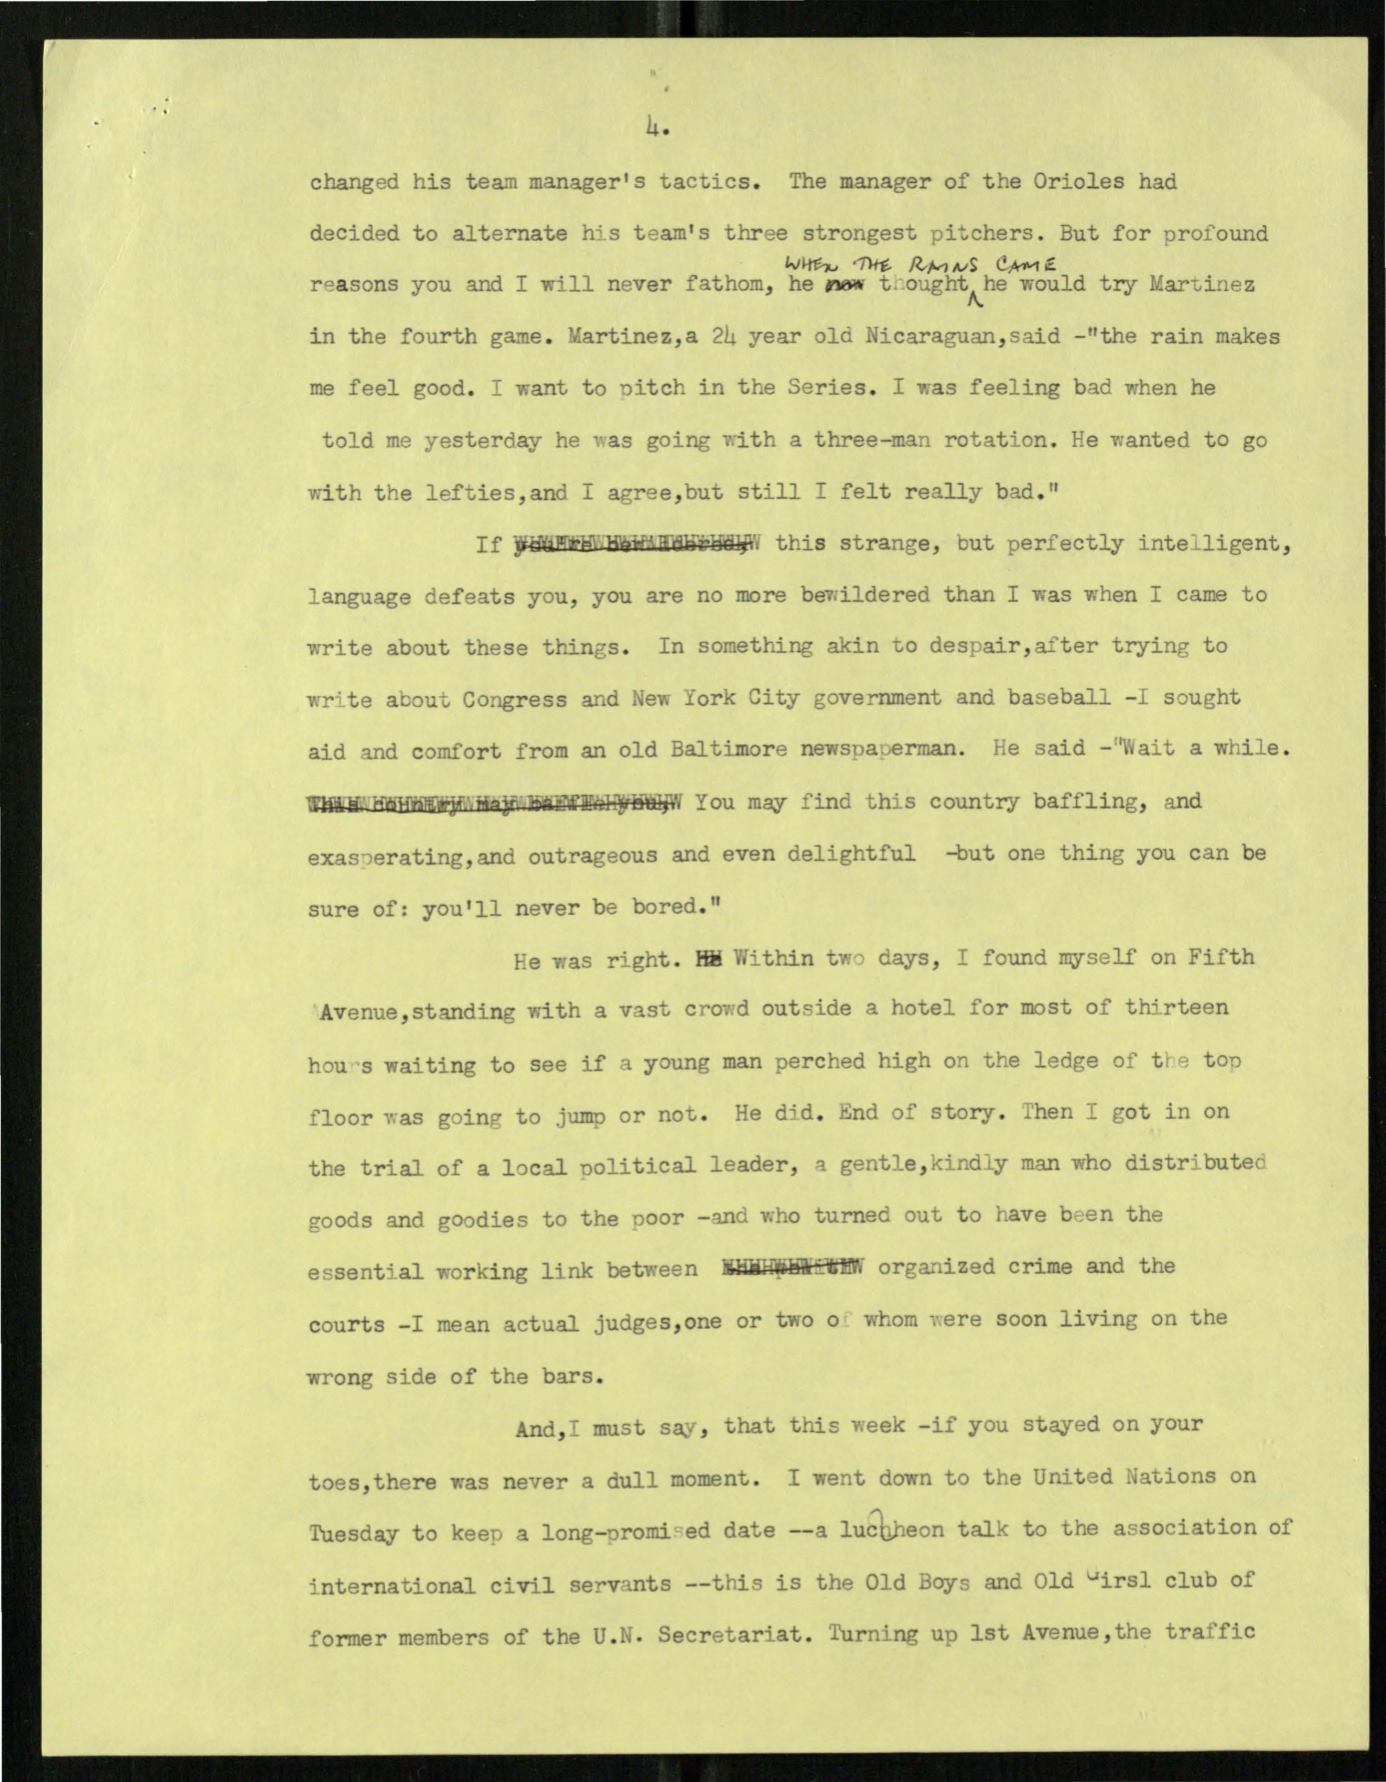 4.
changed his team manager's tactics.  The manager of the Orioles had
decided to alternate his team's three strongest pitchers. But for profound
WHEN THE RAINS CAME
reasons you and I will never fathom, he now thought he would try Martinez
in the fourth game. Martinez,a 24 year old Nicaraguan,said -"the rain makes
me feel good. I want to pitch in the Series. I was feeling bad when he
told me yesterday he was going with a three-man rotation. He wanted to go
with the lefties,and I agree,but still I felt really bad."
If this strange, but perfectly intelligent,
language defeats you, you are no more bewildered than I was when I came to
write about these things.  In something akin to despair,after trying to
write about Congress and New York City government and baseball -I sought
aid and comfort from an old Baltimore newspaperman.  He said -"Wait a while.
This country may baffle you, You may find this country baffling, and
exasperating,and outrageous and even delightful  -but one thing you can be
sure of: you'll never be bored."
He was right. He Within two days, I found myself on Fifth
Avenue,standing with a vast crowd outside a hotel for most of thirteen
hours waiting to see if a young man perched high on the ledge of the top
floor was going to jump or not.  He did. End of story. Then I got in on
the trial of a local political leader, a gentle,kindly man who distributed
goods and goodies to the poor -and who turned out to have been the
essential working link between organized crime and the
courts -I mean actual judges,one or two of whom were soon living on the
wrong side of the bars.
And,I must say, that this week -if you stayed on your
toes,there was never a dull moment.  I went down to the United Nations on
Tuesday to keep a long-promised date --a lucnheon talk to the association of
international civil servants --this is the Old Boys and Old Girsl club of
former members of the U.N. Secretariat. Turning up 1st Avenue,the traffic